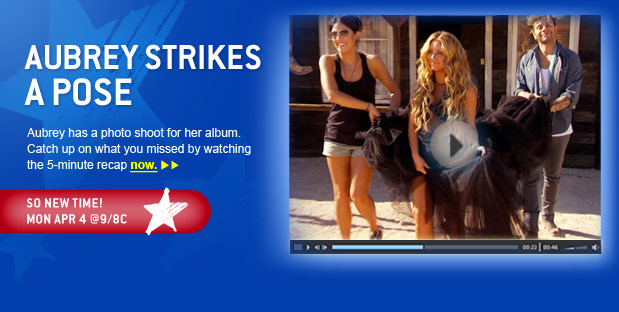 AUBREY STRIKES
A POSE
Aubrey has a photo shoot for her album.
Catch up on what you missed by watching
the 5-minute recap now.
SO NEW TIME!
MON APR 4 @9/8C
00:22 00:46